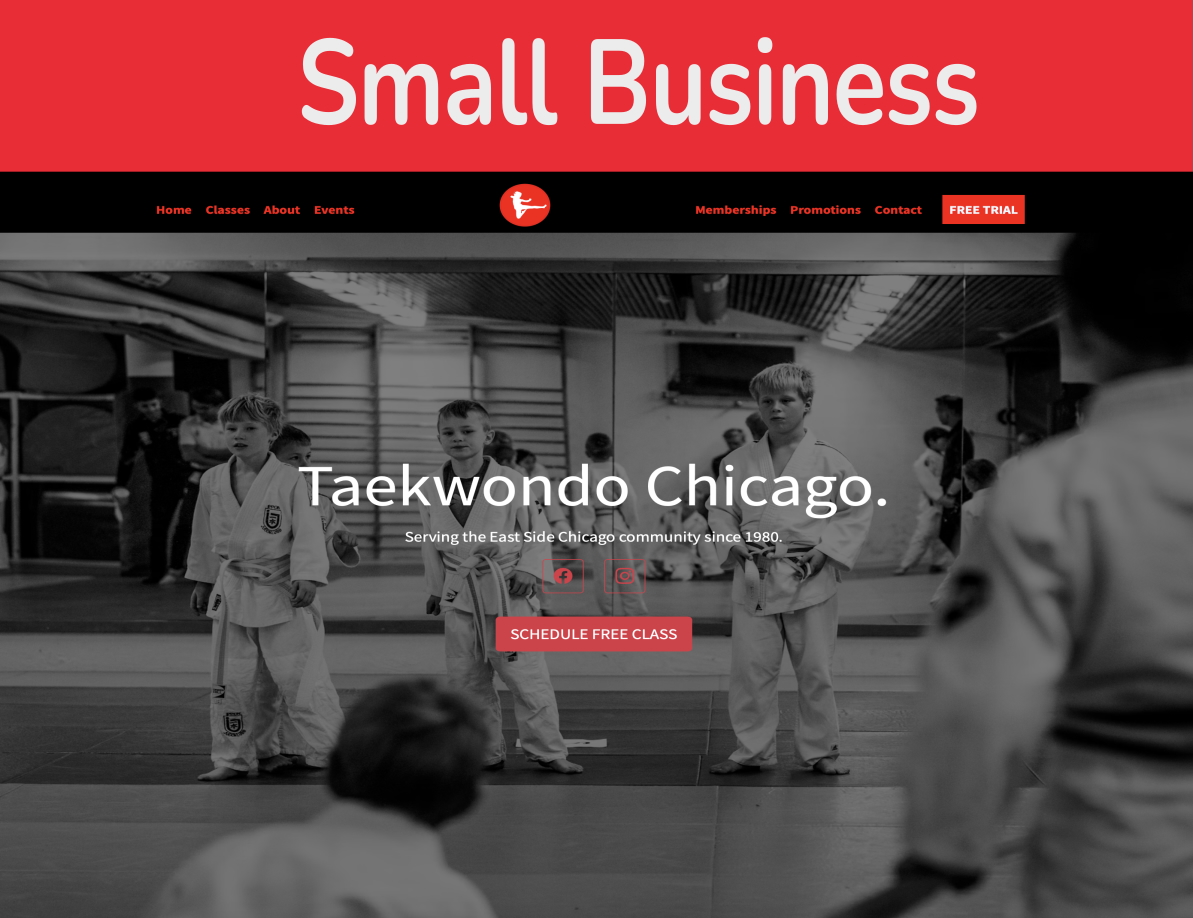 Small Business
Home Classes About Events Memberships Promotions Contact FREE TRIAL
Taekwondo Chicago.
Serving the East Side Chicago community since 1980.
SCHEDULE FREE CLASS